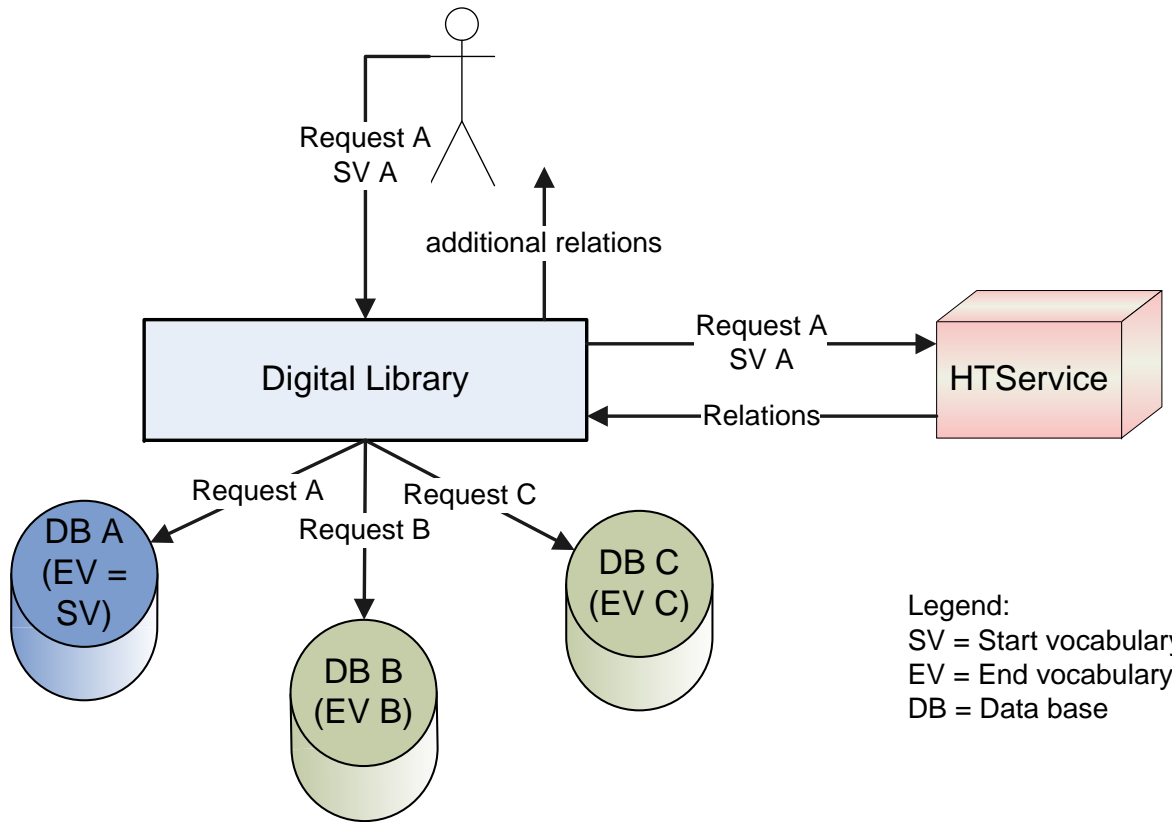 Request A
SV A
additional relations
Digital Library
Request A
SV A
HTService
Relations
Request A
Request B
Request C
DB A
(EV =
SV)
DB B
(EV B)
DB C
(EV C)
Legend:
SV = Start vocabulary
EV = End vocabulary
DB = Data base